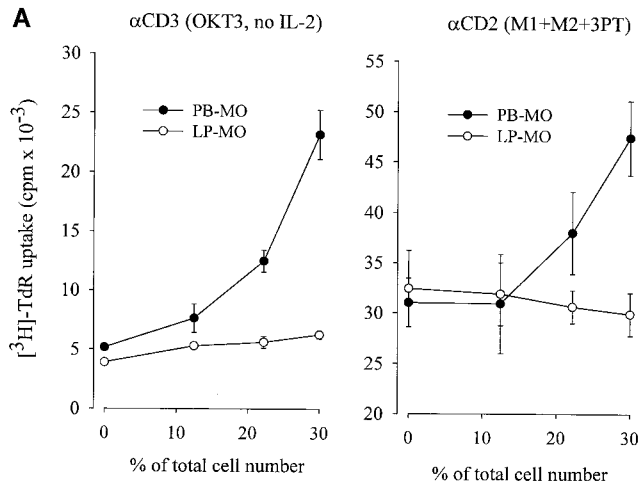 A
αCD3 (OKT3, no IL-2)
αCD2 (M1+M2+3PT)
[³H]-TdR uptake (cpm x 10⁻³)
30
25
20
15
10
5
0
PB-MO
LP-MO
0 10 20 30
% of total cell number
55
50
45
40
35
30
25
20
PB-MO
LP-MO
0 10 20 30
% of total cell number